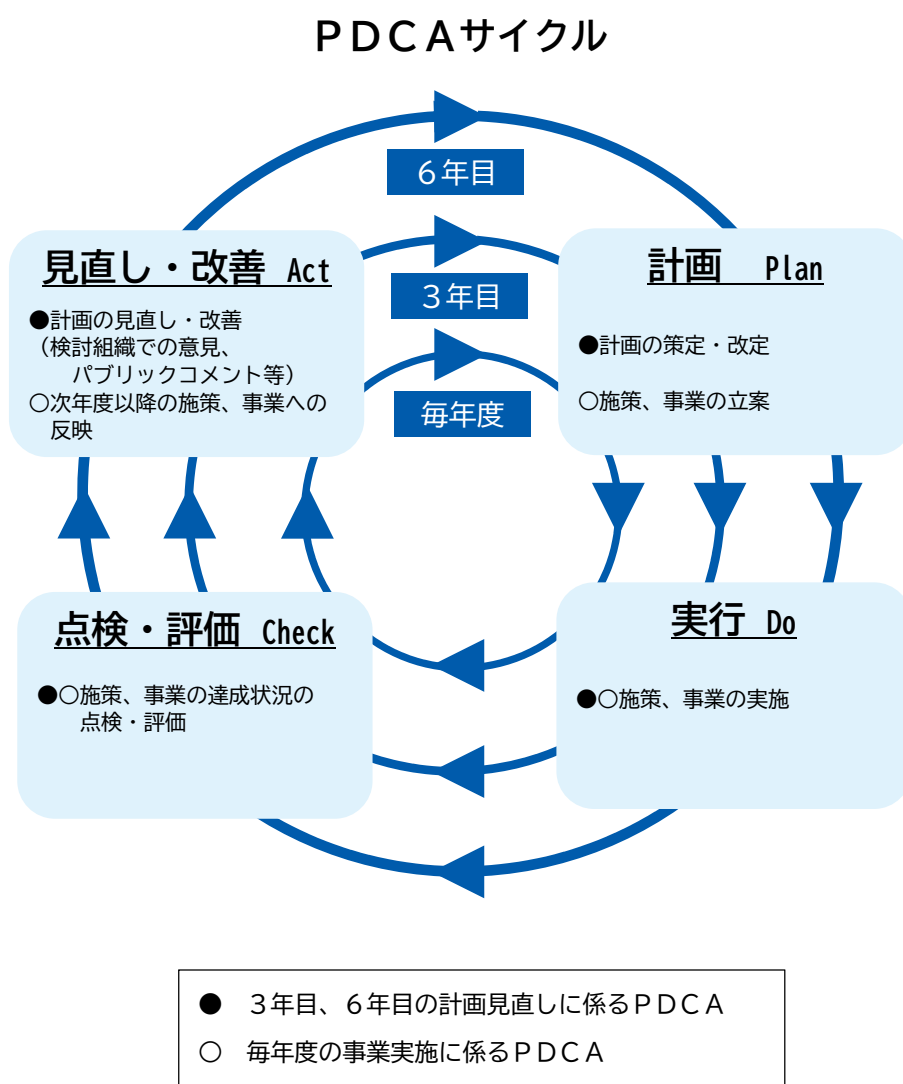 ＰＤＣＡサイクル
６年目
３年目
毎年度
見直し・改善 Act
●計画の見直し・改善
（検討組織での意見、
パブリックコメント等）
○次年度以降の施策、事業への
反映
計画 Plan
●計画の策定・改定
○施策、事業の立案
点検・評価 Check
●○施策、事業の達成状況の
点検・評価
実行 Do
●○施策、事業の実施
● ３年目、６年目の計画見直しに係るＰＤＣＡ
○ 毎年度の事業実施に係るＰＤＣＡ